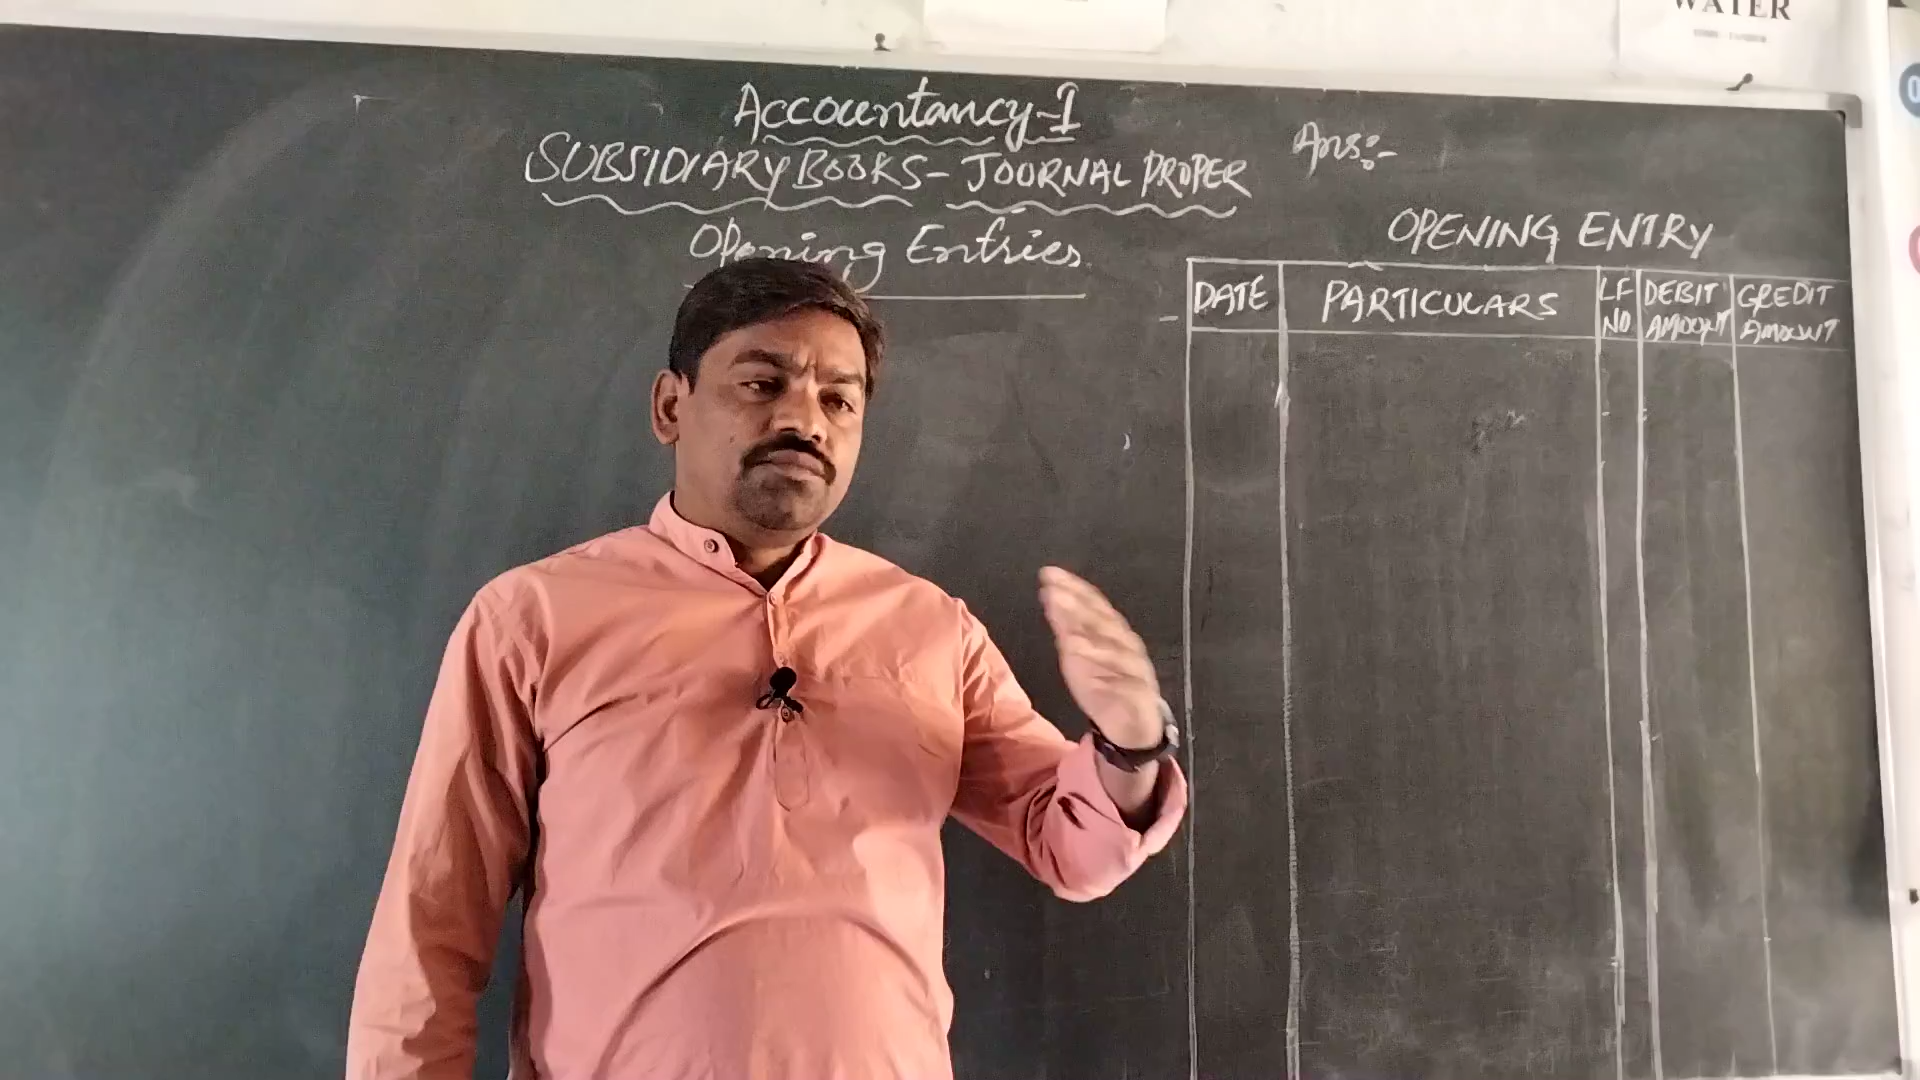 WATER
Accountancy-I
SUBSIDIARY BOOKS - JOURNAL PROPER
Opening Entries
Ans:-
OPENING ENTRY
DATE PARTICULARS LF NO DEBIT AMOUNT CREDIT AMOUNT